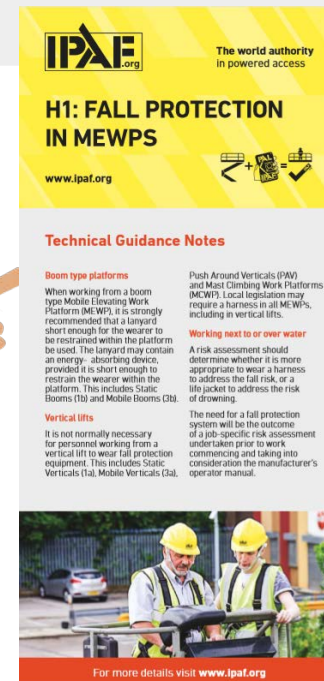 IPAF
.org
The world authority
in powered access
H1: FALL PROTECTION
IN MEWPS
www.ipaf.org
PAL
IPAF
Technical Guidance Notes
Boom type platforms
When working from a boom
type Mobile Elevating Work
Platform (MEWP), it is strongly
recommended that a lanyard
short enough for the wearer to
be restrained within the platform
be used. The lanyard may contain
an energy- absorbing device,
provided it is short enough to
restrain the wearer within the
platform. This includes Static
Booms (1b) and Mobile Booms (3b).
Vertical lifts
It is not normally necessary
for personnel working from a
vertical lift to wear fall protection
equipment. This includes Static
Verticals (1a), Mobile Verticals (3a),
Push Around Verticals (PAV)
and Mast Climbing Work Platforms
(MCWP). Local legislation may
require a harness in all MEWPs,
including in vertical lifts.
Working next to or over water
A risk assessment should
determine whether it is more
appropriate to wear a harness
to address the fall risk, or a
life jacket to address the risk
of drowning.
The need for a fall protection
system will be the outcome
of a job-specific risk assessment
undertaken prior to work
commencing and taking into
consideration the manufacturer's
operator manual.
For more details visit www.ipaf.org